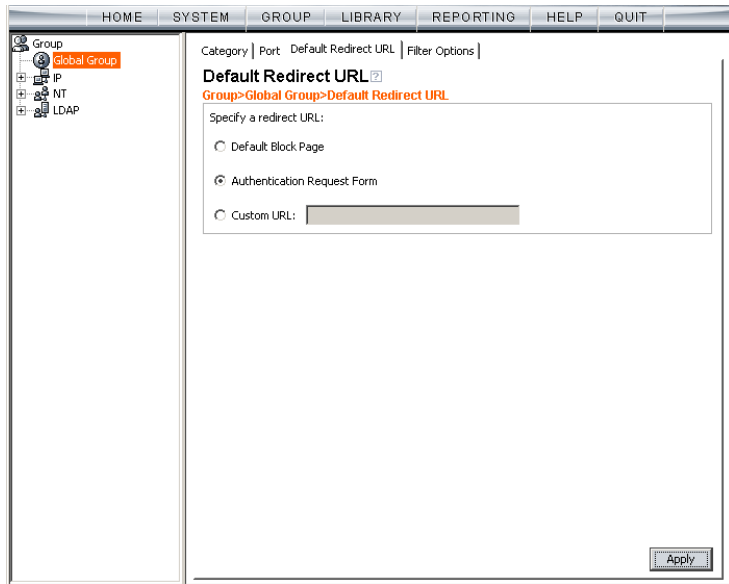 HOME SYSTEM GROUP LIBRARY REPORTING HELP QUIT
Group
Global Group
IP
NT
LDAP
Category Port Default Redirect URL Filter Options
Default Redirect URL ?
Group>Global Group>Default Redirect URL
Specify a redirect URL:
Default Block Page
Authentication Request Form
Custom URL:
Apply